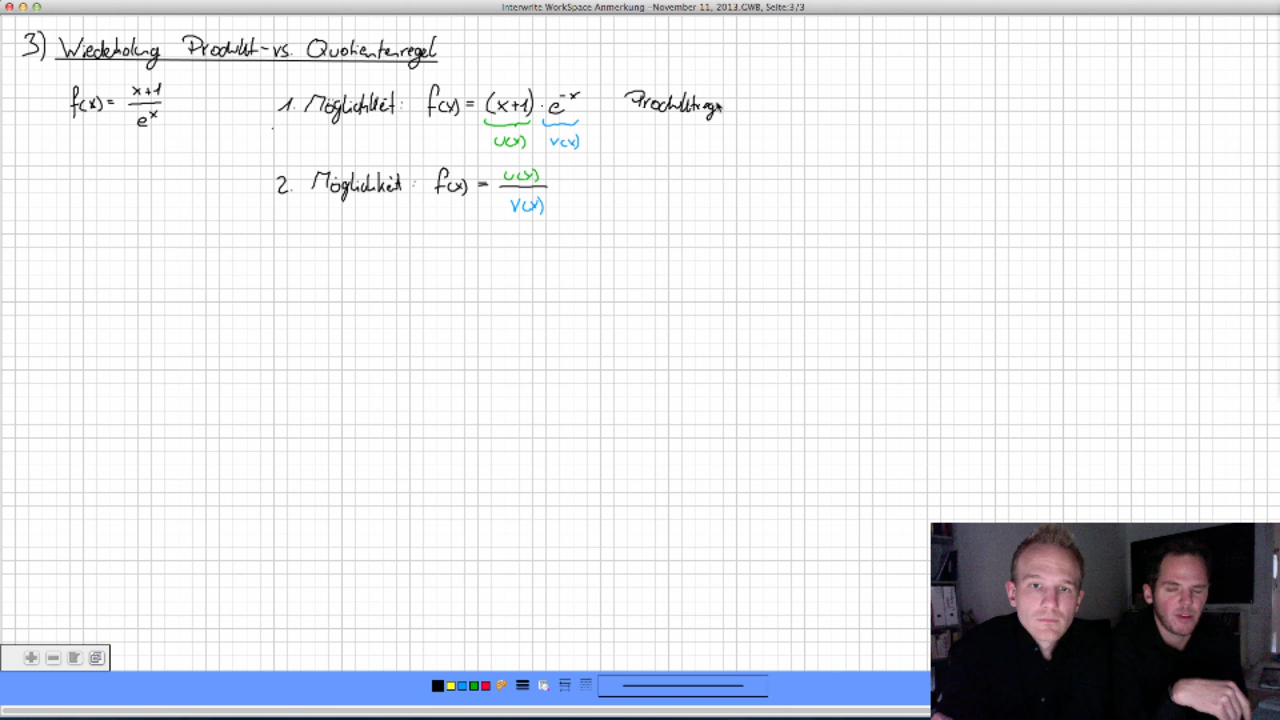 Interwrite WorkSpace Anmerkung -November 11, 2013.GWB, Seite:3/3
3) Wiederholung Produkt- vs. Quotientenregel
f(x) = x+1 / e^x
1. Möglichkeit: f(x) = (x+1) · e^-x Produktrege
u(x) v(x)
2. Möglichkeit: f(x) = u(x) / v(x)